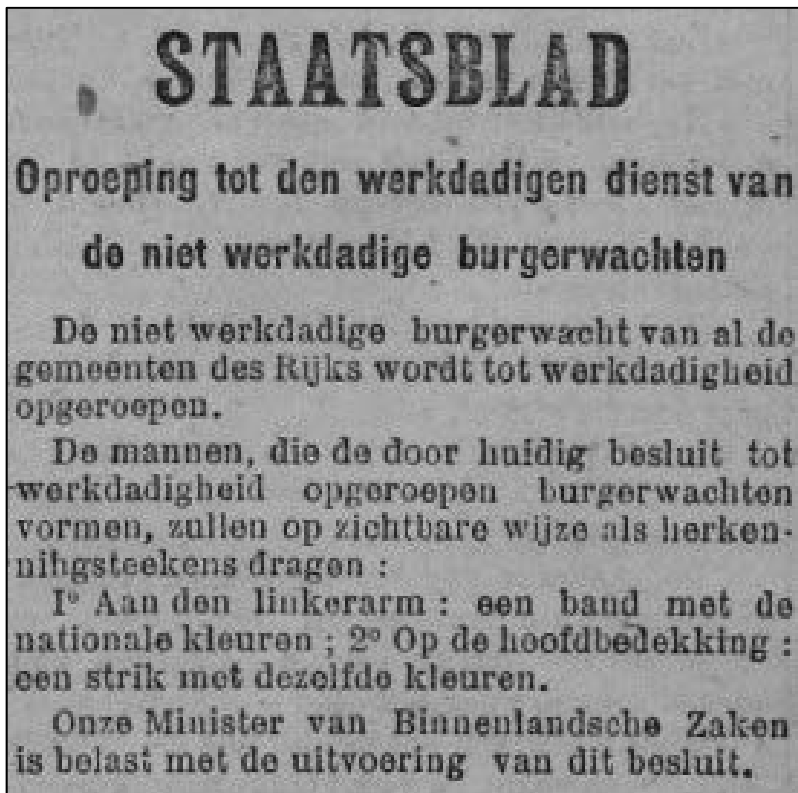 STAATSBLAD
Oproeping tot den werkdadigen dienst van
de niet werkdadige burgerwachten
De niet werkdadige burgerwacht van al de
gemeenten des Rijks wordt tot werkdadigheid
opgeroepen.
De mannen, die de door huidig besluit tot
werkdadigheid opgeroepen burgerwachten
vormen, zullen op zichtbare wijze als herken-
nihgsteekens dragen :
I° Aan den linkerarm : een band met de
nationale kleuren ; 2° Op de hoofdbedekking :
een strik met dezelfde kleuren.
Onze Minister van Binnenlandsche Zaken
is belast met de uitvoering van dit besluit.